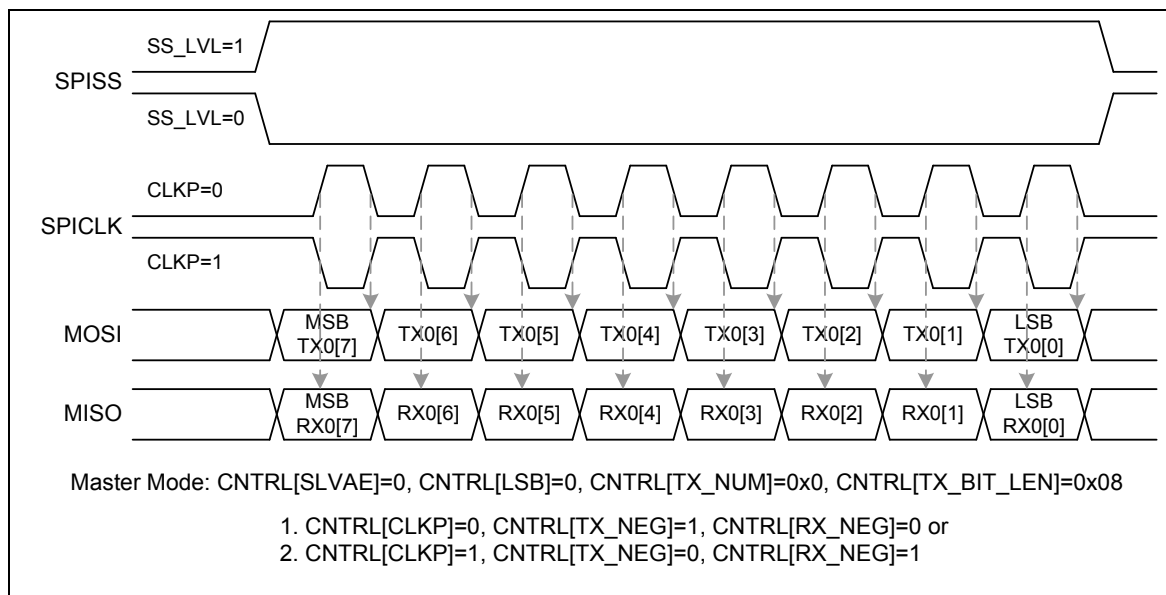 SS_LVL=1
SPISS
SS_LVL=0
CLKP=0
SPICLK
CLKP=1
MOSI
MSB
TX0[7]
TX0[6]
TX0[5]
TX0[4]
TX0[3]
TX0[2]
TX0[1]
LSB
TX0[0]
MISO
MSB
RX0[7]
RX0[6]
RX0[5]
RX0[4]
RX0[3]
RX0[2]
RX0[1]
LSB
RX0[0]
Master Mode: CNTRL[SLVAE]=0, CNTRL[LSB]=0, CNTRL[TX_NUM]=0x0, CNTRL[TX_BIT_LEN]=0x08
1. CNTRL[CLKP]=0, CNTRL[TX_NEG]=1, CNTRL[RX_NEG]=0 or
2. CNTRL[CLKP]=1, CNTRL[TX_NEG]=0, CNTRL[RX_NEG]=1